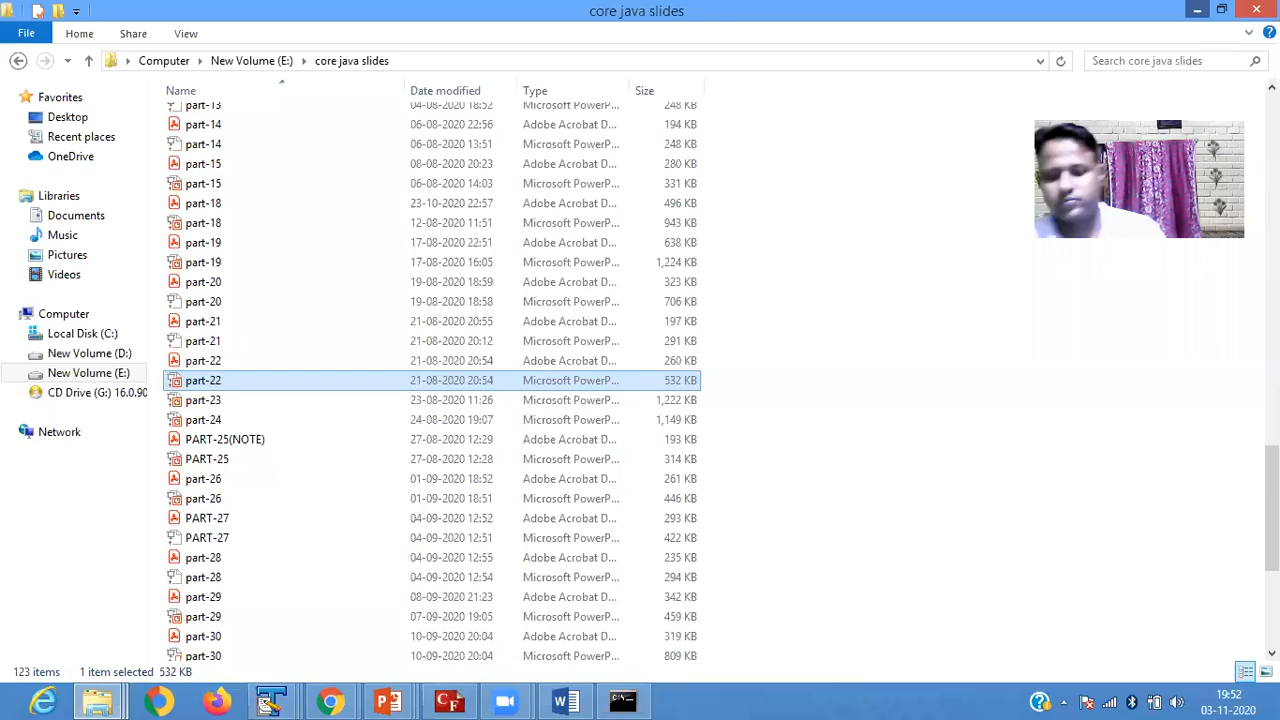 core java slides
File Home Share View
Computer New Volume (E:) core java slides Search core java slides
Name Date modified Type Size
Favorites
Desktop
Recent places
OneDrive
Libraries
Documents
Music
Pictures
Videos
Computer
Local Disk (C:)
New Volume (D:)
New Volume (E:)
CD Drive (G:) 16.0.90
Network
part-13 04-08-2020 18:52 Microsoft PowerP... 248 KB
part-14 06-08-2020 22:56 Adobe Acrobat D... 194 KB
part-14 06-08-2020 13:51 Microsoft PowerP... 248 KB
part-15 08-08-2020 20:23 Adobe Acrobat D... 280 KB
part-15 06-08-2020 14:03 Microsoft PowerP... 331 KB
part-18 23-10-2020 22:57 Adobe Acrobat D... 496 KB
part-18 12-08-2020 11:51 Microsoft PowerP... 943 KB
part-19 17-08-2020 22:51 Adobe Acrobat D... 638 KB
part-19 17-08-2020 16:05 Microsoft PowerP... 1,224 KB
part-20 19-08-2020 18:59 Adobe Acrobat D... 323 KB
part-20 19-08-2020 18:58 Microsoft PowerP... 706 KB
part-21 21-08-2020 20:55 Adobe Acrobat D... 197 KB
part-21 21-08-2020 20:12 Microsoft PowerP... 291 KB
part-22 21-08-2020 20:54 Adobe Acrobat D... 260 KB
part-22 21-08-2020 20:54 Microsoft PowerP... 532 KB
part-23 23-08-2020 11:26 Microsoft PowerP... 1,222 KB
part-24 24-08-2020 19:07 Microsoft PowerP... 1,149 KB
PART-25(NOTE) 27-08-2020 12:29 Adobe Acrobat D... 193 KB
PART-25 27-08-2020 12:28 Microsoft PowerP... 314 KB
part-26 01-09-2020 18:52 Adobe Acrobat D... 261 KB
part-26 01-09-2020 18:51 Microsoft PowerP... 446 KB
PART-27 04-09-2020 12:52 Adobe Acrobat D... 293 KB
PART-27 04-09-2020 12:51 Microsoft PowerP... 422 KB
part-28 04-09-2020 12:55 Adobe Acrobat D... 235 KB
part-28 04-09-2020 12:54 Microsoft PowerP... 294 KB
part-29 08-09-2020 21:23 Adobe Acrobat D... 342 KB
part-29 07-09-2020 19:05 Microsoft PowerP... 459 KB
part-30 10-09-2020 20:04 Adobe Acrobat D... 319 KB
part-30 10-09-2020 20:04 Microsoft PowerP... 809 KB
123 items 1 item selected 532 KB
19:52
03-11-2020